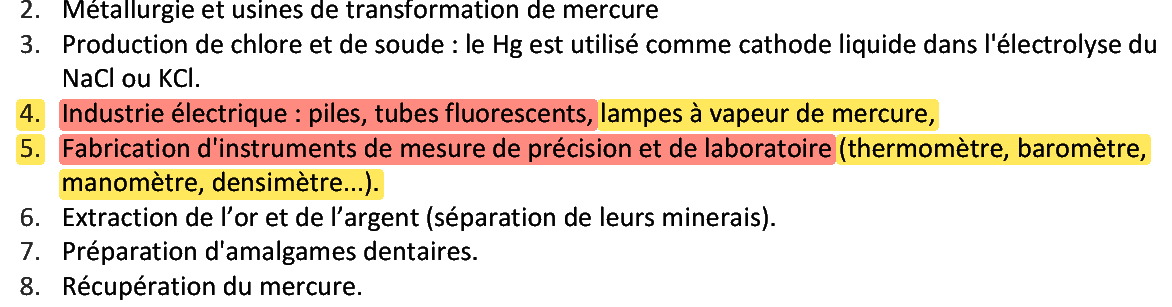 2. Métallurgie et usines de transformation de mercure
3. Production de chlore et de soude : le Hg est utilisé comme cathode liquide dans l'électrolyse du
NaCl ou KCl.
4. Industrie électrique : piles, tubes fluorescents, lampes à vapeur de mercure,
5. Fabrication d'instruments de mesure de précision et de laboratoire (thermomètre, baromètre,
manomètre, densimètre...).
6. Extraction de l’or et de l’argent (séparation de leurs minerais).
7. Préparation d'amalgames dentaires.
8. Récupération du mercure.